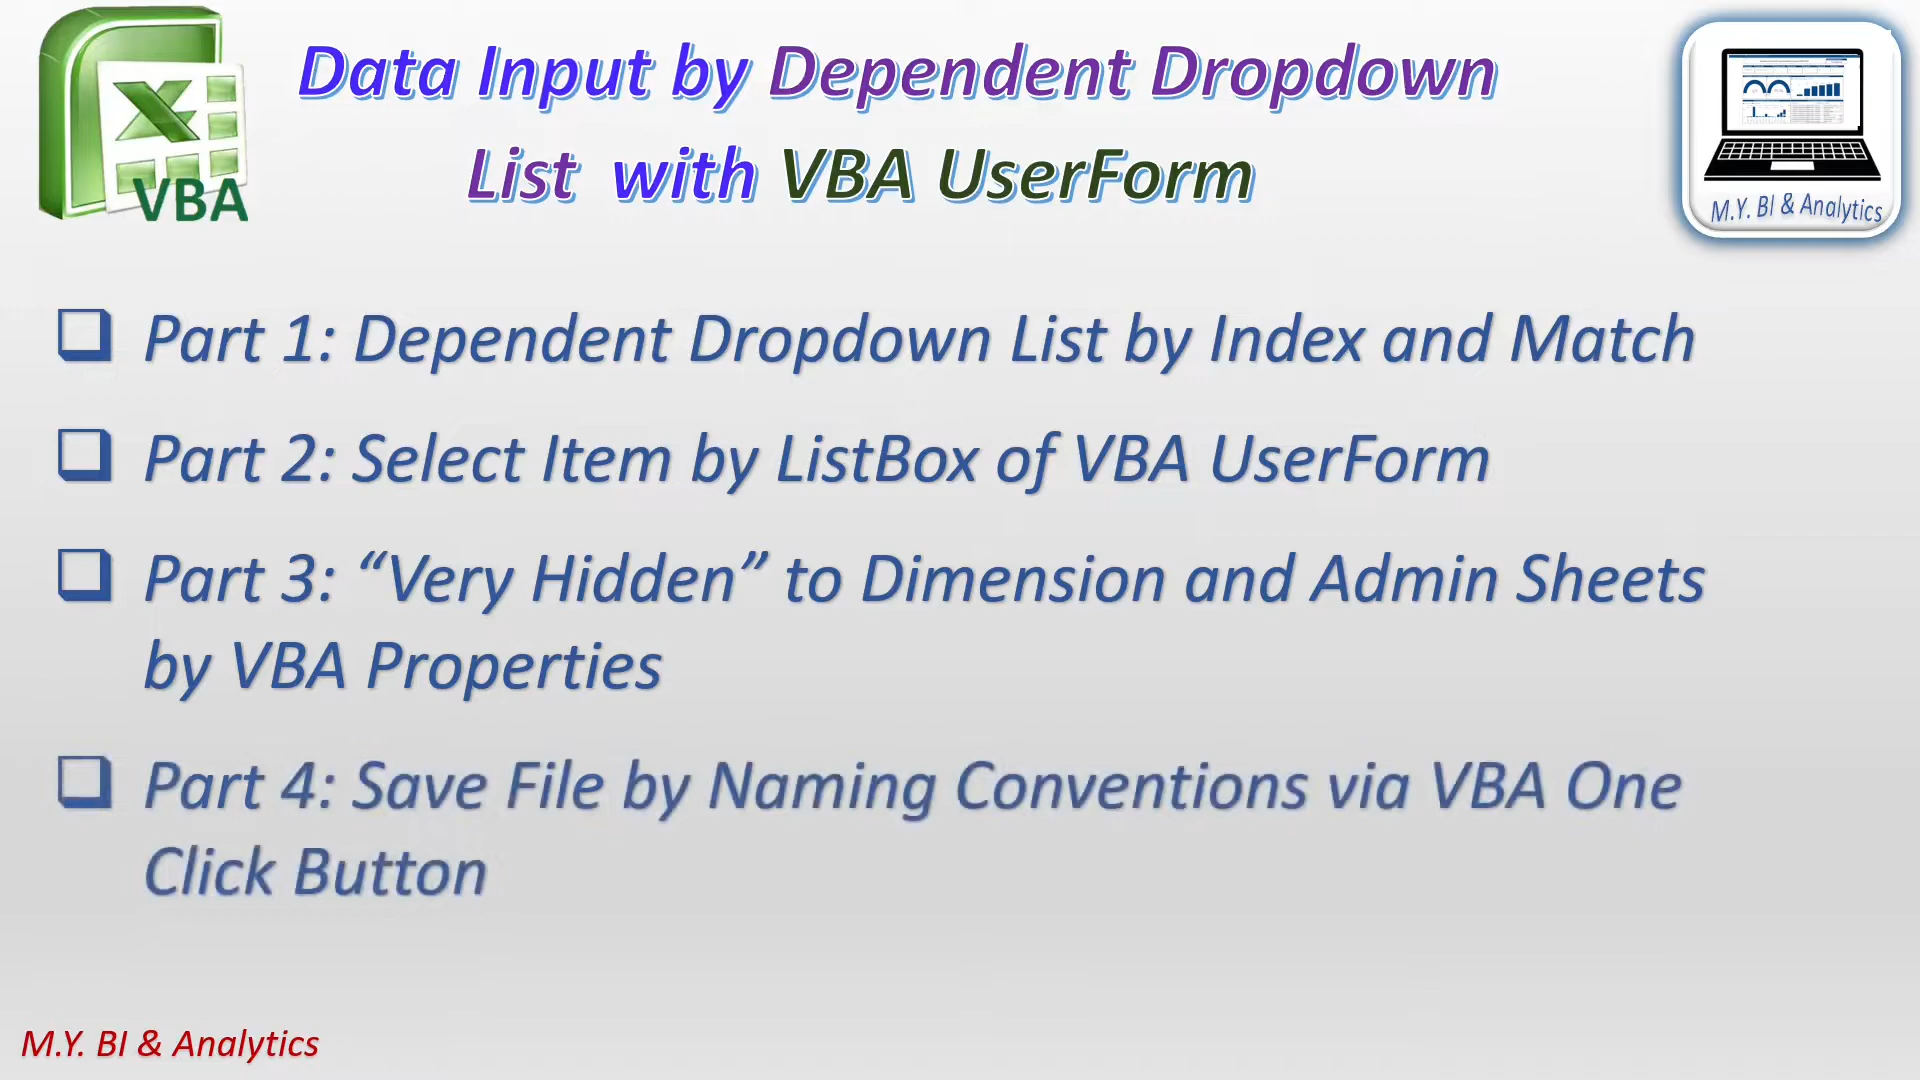 VBA
Data Input by Dependent Dropdown
List with VBA UserForm
M.Y. BI & Analytics
Part 1: Dependent Dropdown List by Index and Match
Part 2: Select Item by ListBox of VBA UserForm
Part 3: “Very Hidden” to Dimension and Admin Sheets
by VBA Properties
Part 4: Save File by Naming Conventions via VBA One
Click Button
M.Y. BI & Analytics